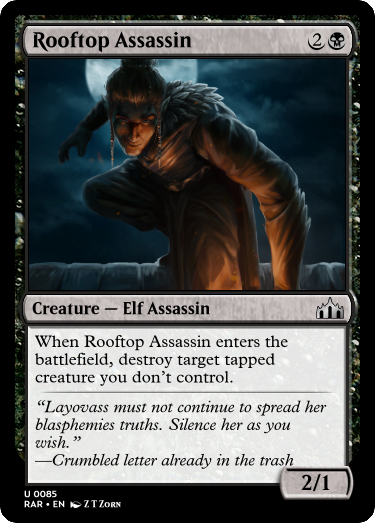 Rooftop Assassin 2
Creature — Elf Assassin
When Rooftop Assassin enters the
battlefield, destroy target tapped
creature you don't control.
"Layovass must not continue to spread her
blasphemies truths. Silence her as you
wish."
—Crumbled letter already in the trash
2/1
U 0085
RAR • EN Z T Zorn